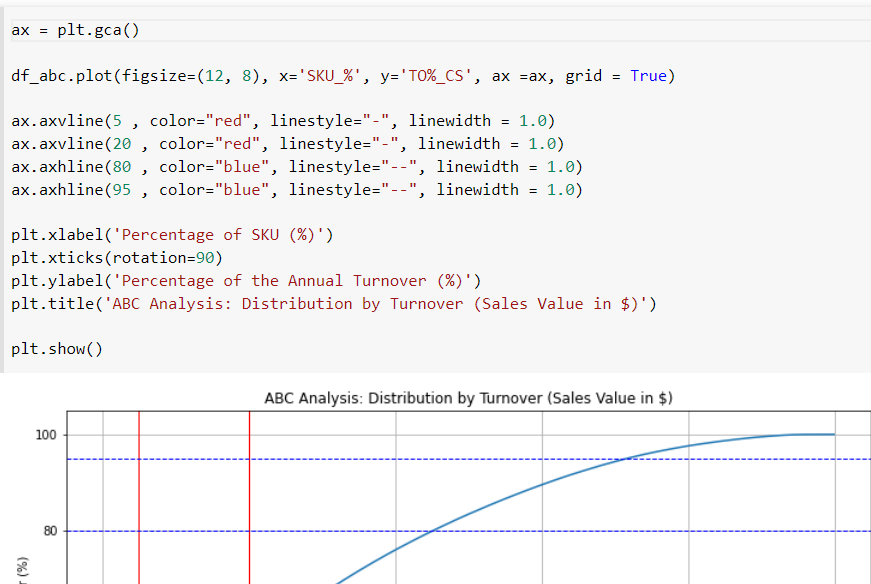 ax = plt.gca()
df_abc.plot(figsize=(12, 8), x='SKU_%', y='TO%_CS', ax =ax, grid = True)
ax.axvline(5 , color="red", linestyle="-", linewidth = 1.0)
ax.axvline(20 , color="red", linestyle="-", linewidth = 1.0)
ax.axhline(80 , color="blue", linestyle="--", linewidth = 1.0)
ax.axhline(95 , color="blue", linestyle="--", linewidth = 1.0)
plt.xlabel('Percentage of SKU (%)')
plt.xticks(rotation=90)
plt.ylabel('Percentage of the Annual Turnover (%)')
plt.title('ABC Analysis: Distribution by Turnover (Sales Value in $)')
plt.show()
ABC Analysis: Distribution by Turnover (Sales Value in $)
100
80
(%)